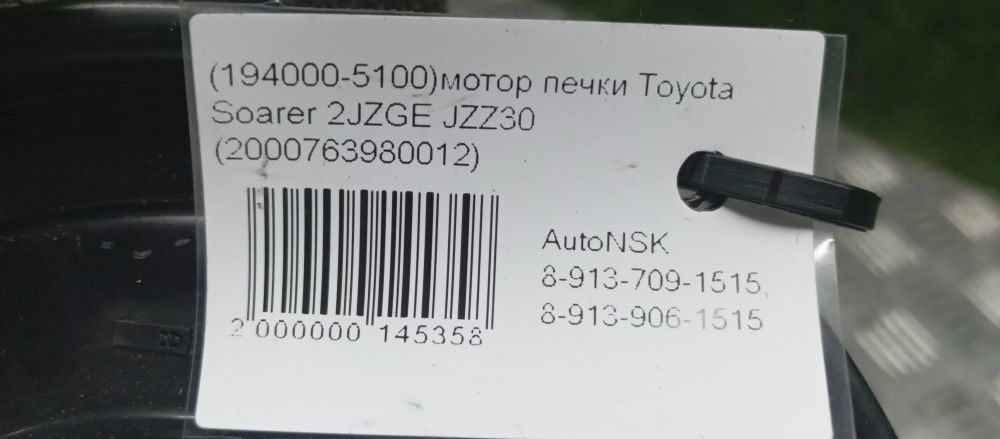 (194000-5100)мотор печки Toyota
Soarer 2JZGE JZZ30
(2000763980012)
AutoNSK
8-913-709-1515,
8-913-906-1515
2 000000 145358